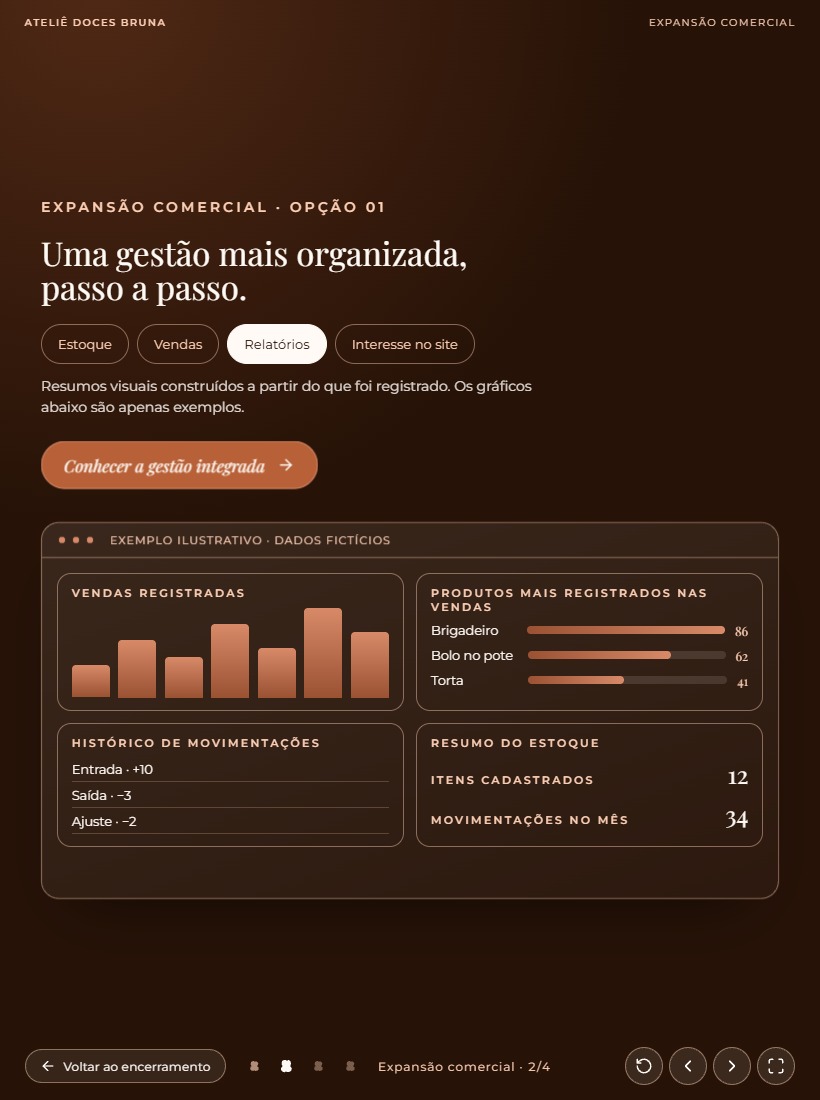 ATELIÊ DOCES BRUNA
EXPANSÃO COMERCIAL
EXPANSÃO COMERCIAL · OPÇÃO 01
Uma gestão mais organizada,
passo a passo.
Estoque
Vendas
Relatórios
Interesse no site
Resumos visuais construídos a partir do que foi registrado. Os gráficos
abaixo são apenas exemplos.
Conhecer a gestão integrada
EXEMPLO ILUSTRATIVO · DADOS FICTÍCIOS
VENDAS REGISTRADAS
PRODUTOS MAIS REGISTRADOS NAS
VENDAS
Brigadeiro 86
Bolo no pote 62
Torta 41
HISTÓRICO DE MOVIMENTAÇÕES
Entrada · +10
Saída · −3
Ajuste · −2
RESUMO DO ESTOQUE
ITENS CADASTRADOS 12
MOVIMENTAÇÕES NO MÊS 34
Voltar ao encerramento
Expansão comercial · 2/4